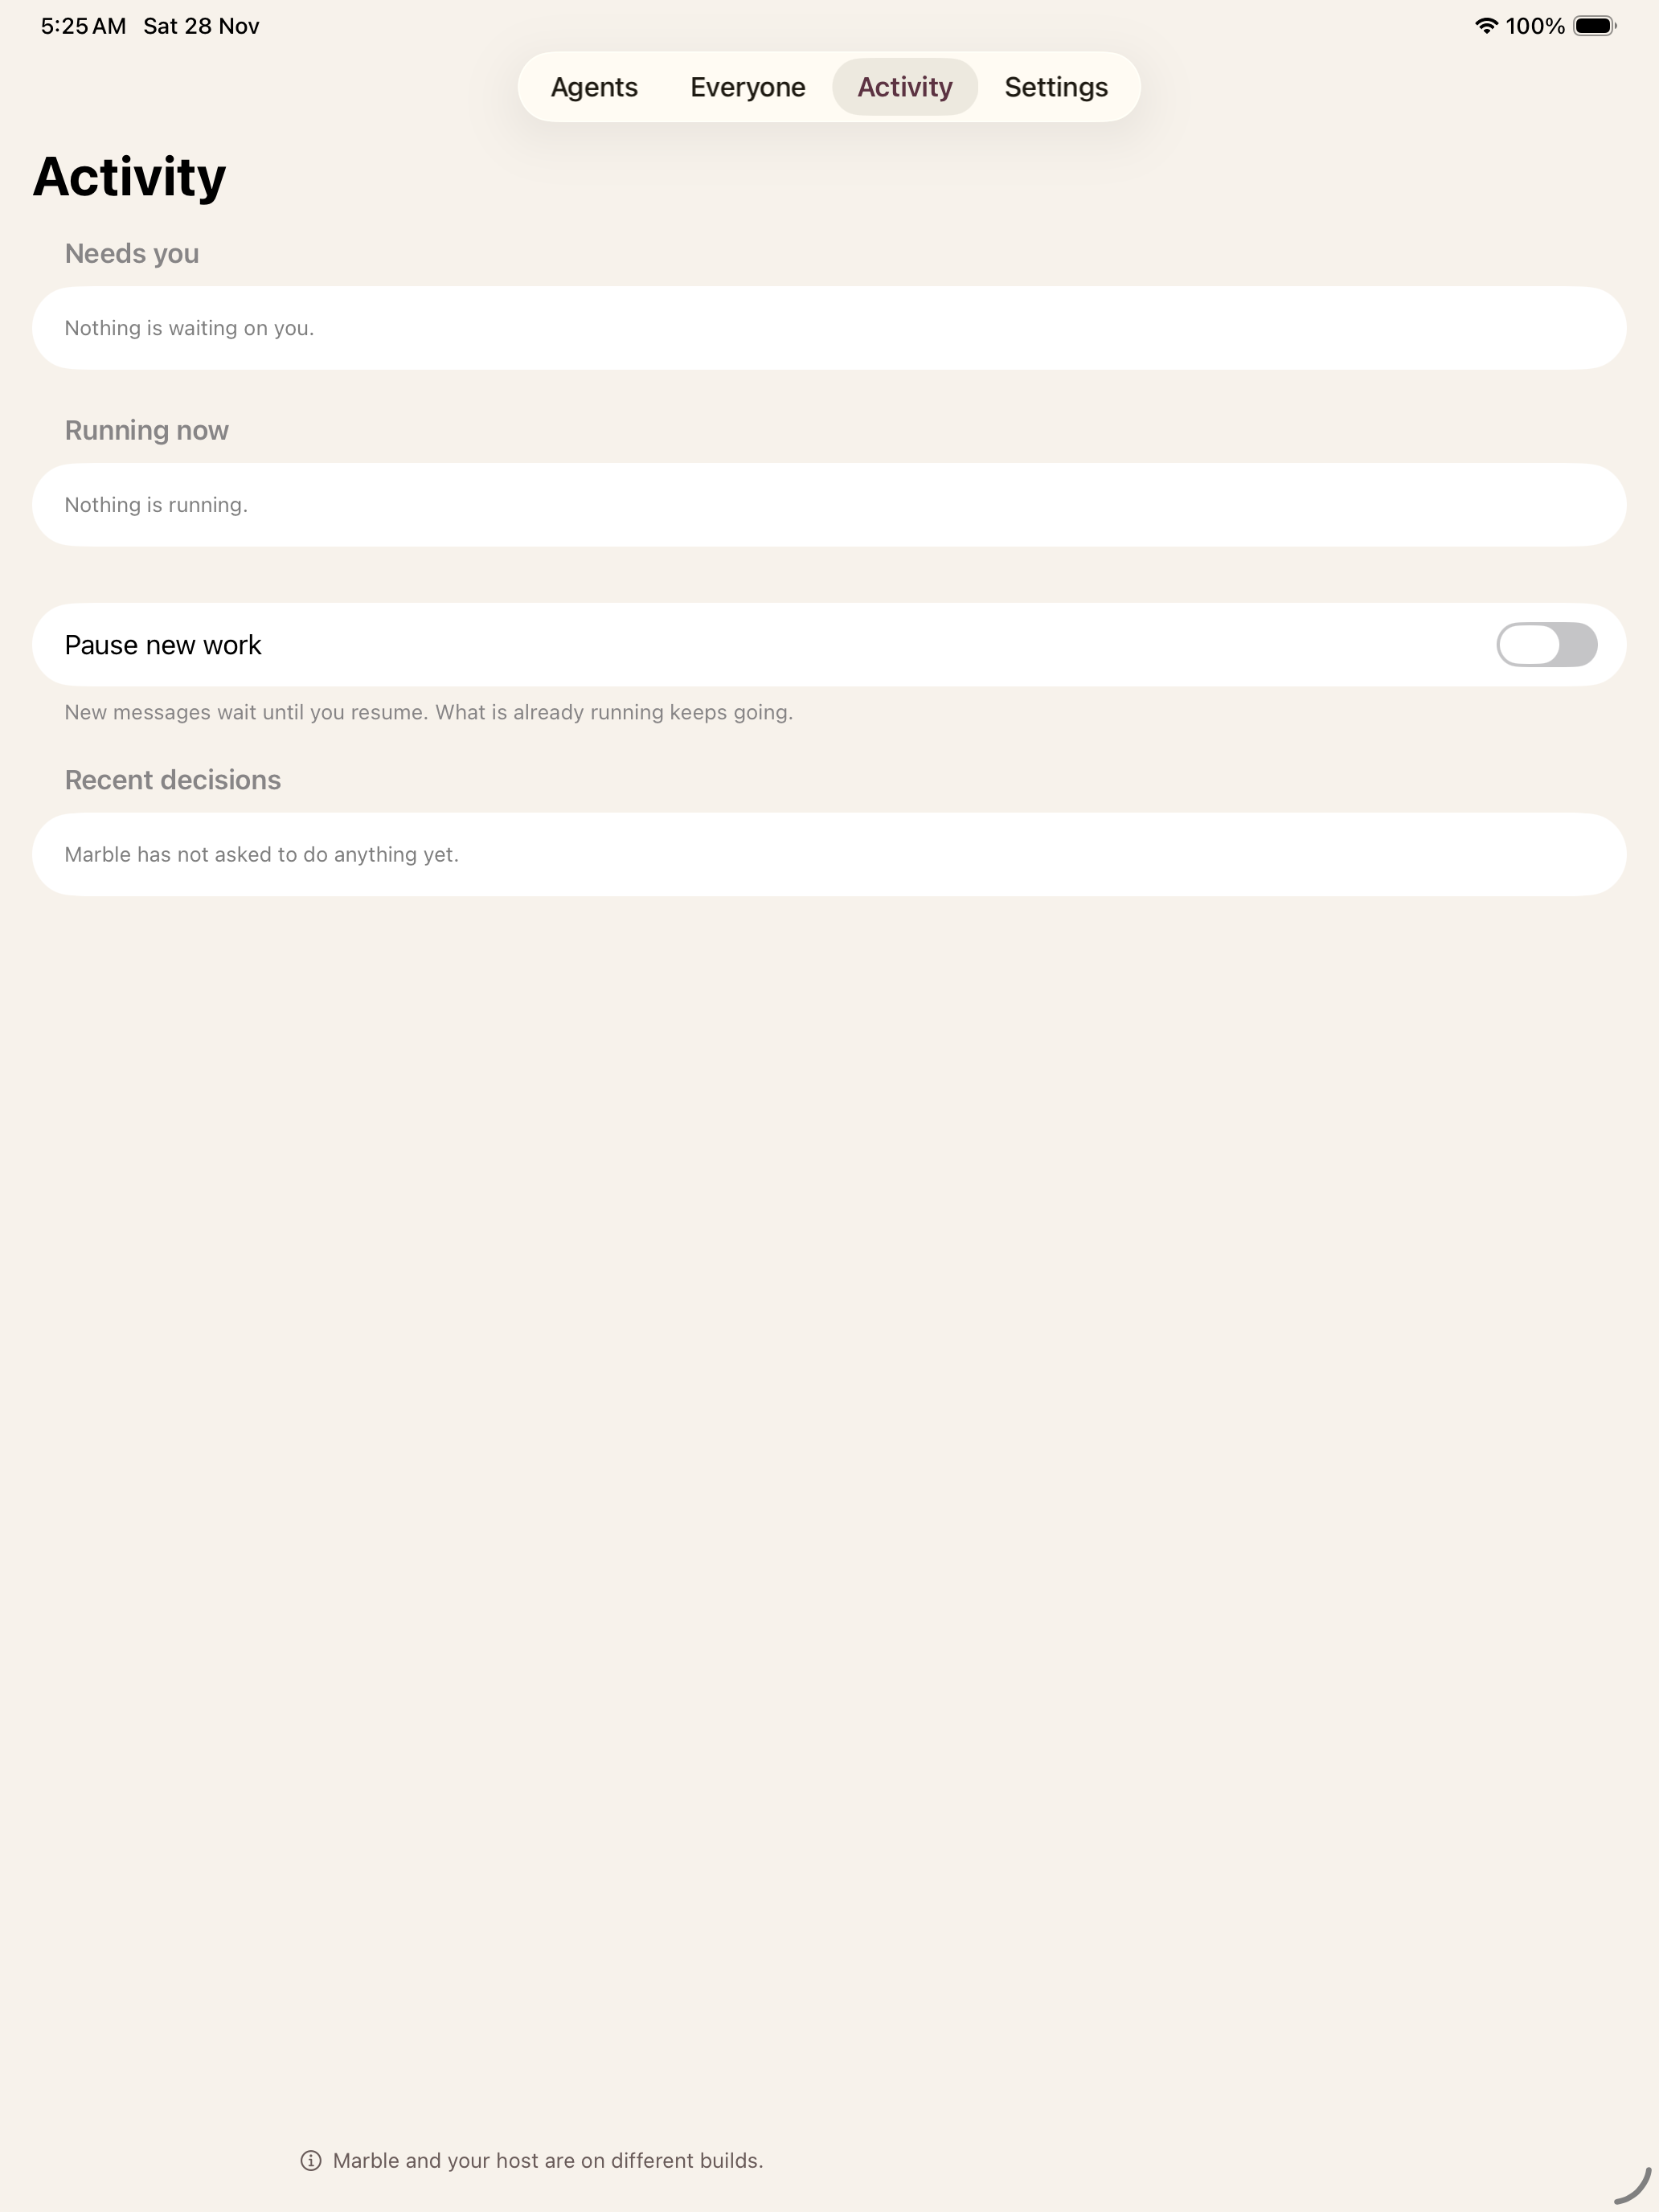 5:25 AM Sat 28 Nov
100%
Agents Everyone Activity Settings
Activity
Needs you
Nothing is waiting on you.
Running now
Nothing is running.
Pause new work
New messages wait until you resume. What is already running keeps going.
Recent decisions
Marble has not asked to do anything yet.
Marble and your host are on different builds.